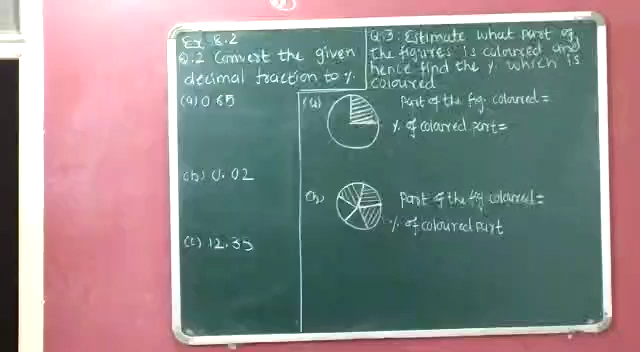 Ex. 8.2
Q.2 Convert the given
decimal fraction to %.
(a) 0.65
(b) 0.02
(c) 12.35
Q.3: Estimate what part of
the figures is coloured and
hence find the % which is
coloured
(a) Part of the fig. coloured =
% of coloured part =
(b) Part of the fig coloured =
% of coloured part